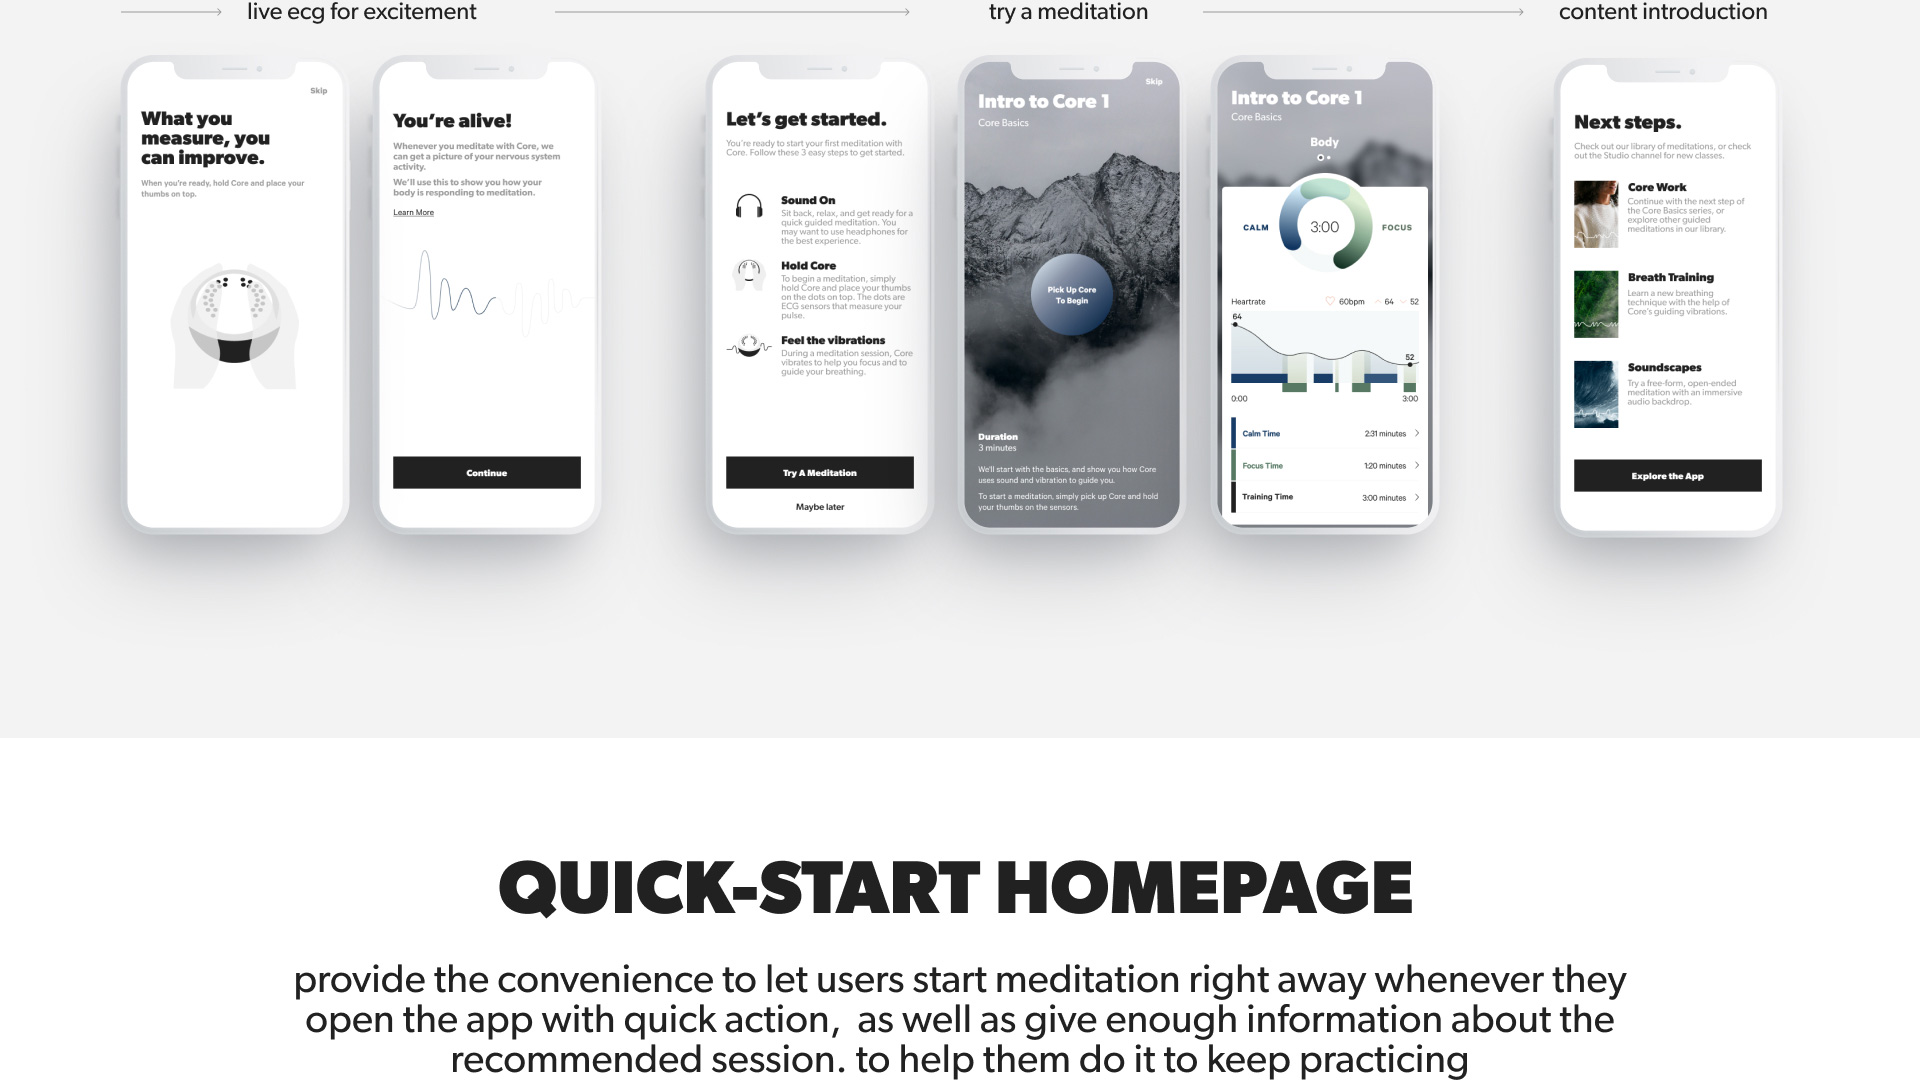 live ecg for excitement
try a meditation
content introduction
Skip
What you
measure, you
can improve.
When you're ready, hold Core and place your
thumbs on top.
You're alive!
Whenever you meditate with Core, we
can get a picture of your nervous system
activity.
We'll use this to show you how your
body is responding to meditation.
Learn More
Continue
Let's get started.
You're ready to start your first meditation with
Core. Follow these 3 easy steps to get started.
Sound On
Sit back, relax, and get ready for a
quick guided meditation. You
may want to use headphones for
the best experience.
Hold Core
To begin a meditation, simply
hold Core and place your thumbs
on the dots on top. The dots are
ECG sensors that measure your
pulse.
Feel the vibrations
During a meditation session, Core
vibrates to help you focus and to
guide your breathing.
Try A Meditation
Maybe later
Skip
Intro to Core 1
Core Basics
Pick Up Core
To Begin
Duration
3 minutes
We'll start with the basics, and show you how Core
uses sound and vibration to guide you.
To start a meditation, simply pick up Core and hold
your thumbs on the sensors.
Intro to Core 1
Core Basics
Body
CALM
3:00
FOCUS
Heartrate
60bpm
64
52
64
52
0:00
3:00
Calm Time
2:31 minutes
Focus Time
1:20 minutes
Training Time
3:00 minutes
Next steps.
Check out our library of meditations, or check
out the Studio channel for new classes.
Core Work
Continue with the next step of
the Core Basics series, or
explore other guided
meditations in our library.
Breath Training
Learn a new breathing
technique with the help of
Core's guiding vibrations.
Soundscapes
Try a free-form, open-ended
meditation with an immersive
audio backdrop.
Explore the App
QUICK-START HOMEPAGE
provide the convenience to let users start meditation right away whenever they
open the app with quick action,  as well as give enough information about the
recommended session. to help them do it to keep practicing